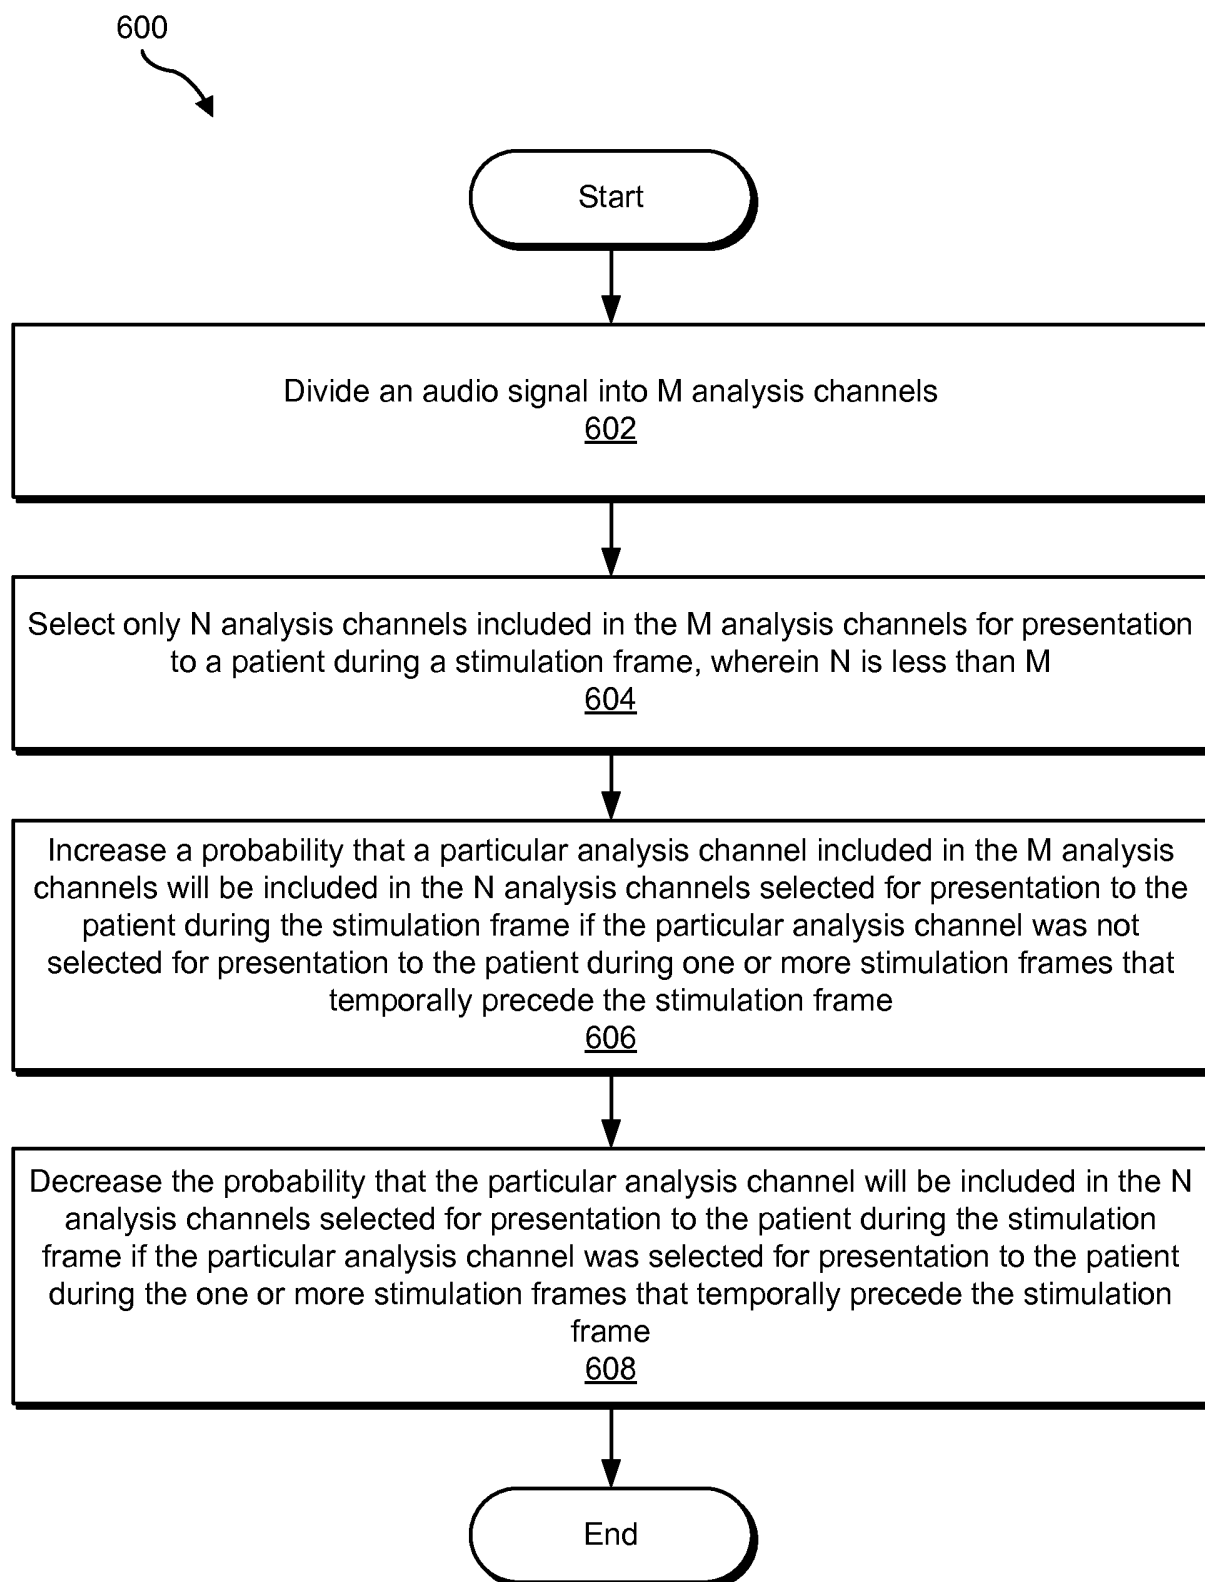 600
Start
Divide an audio signal into M analysis channels
602
Select only N analysis channels included in the M analysis channels for presentation
to a patient during a stimulation frame, wherein N is less than M
604
Increase a probability that a particular analysis channel included in the M analysis
channels will be included in the N analysis channels selected for presentation to the
patient during the stimulation frame if the particular analysis channel was not
selected for presentation to the patient during one or more stimulation frames that
temporally precede the stimulation frame
606
Decrease the probability that the particular analysis channel will be included in the N
analysis channels selected for presentation to the patient during the stimulation
frame if the particular analysis channel was selected for presentation to the patient
during the one or more stimulation frames that temporally precede the stimulation
frame
608
End